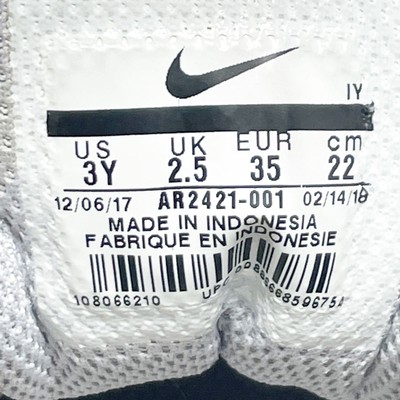 IY
US UK EUR cm
3Y 2.5 35 22
12/06/17 AR2421-001 02/14/18
MADE IN INDONESIA
FABRIQUE EN INDONESIE
108066210